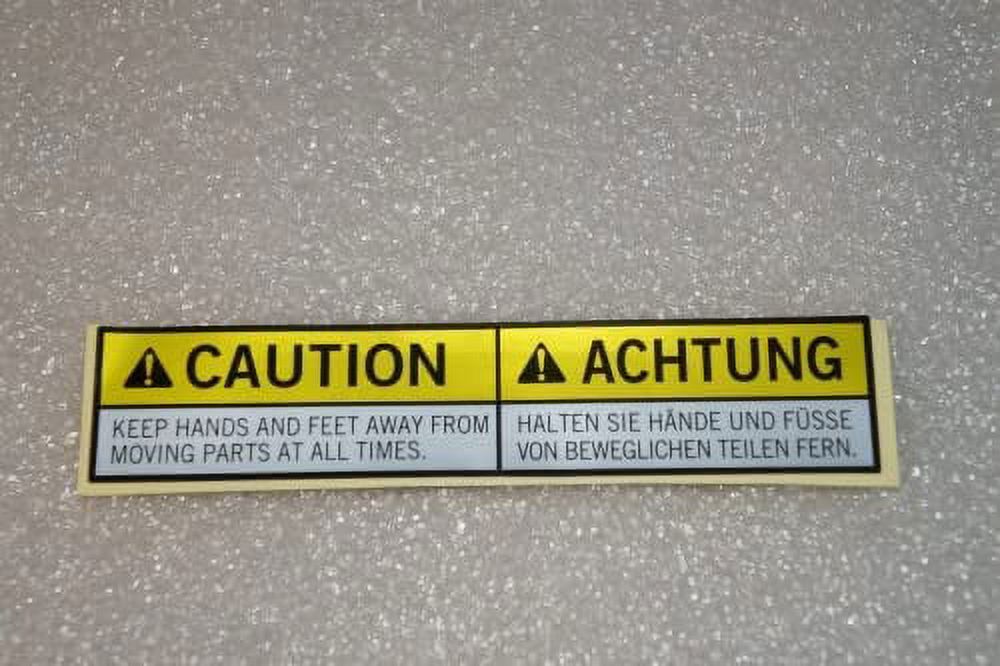 CAUTION
KEEP HANDS AND FEET AWAY FROM
MOVING PARTS AT ALL TIMES.
ACHTUNG
HALTEN SIE HÄNDE UND FÜSSE
VON BEWEGLICHEN TEILEN FERN.